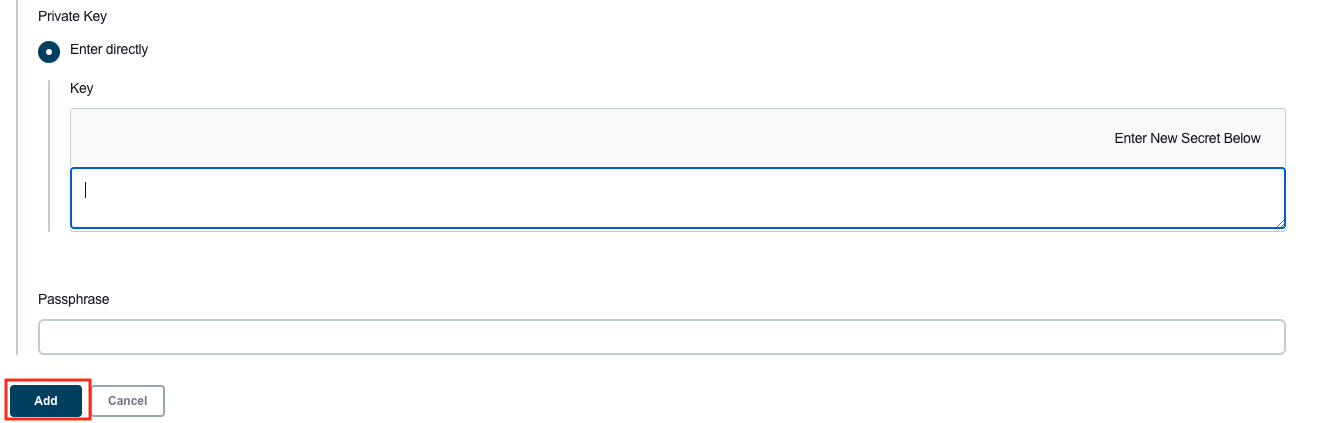 Private Key
Enter directly
Key
Enter New Secret Below
Passphrase
Add Cancel